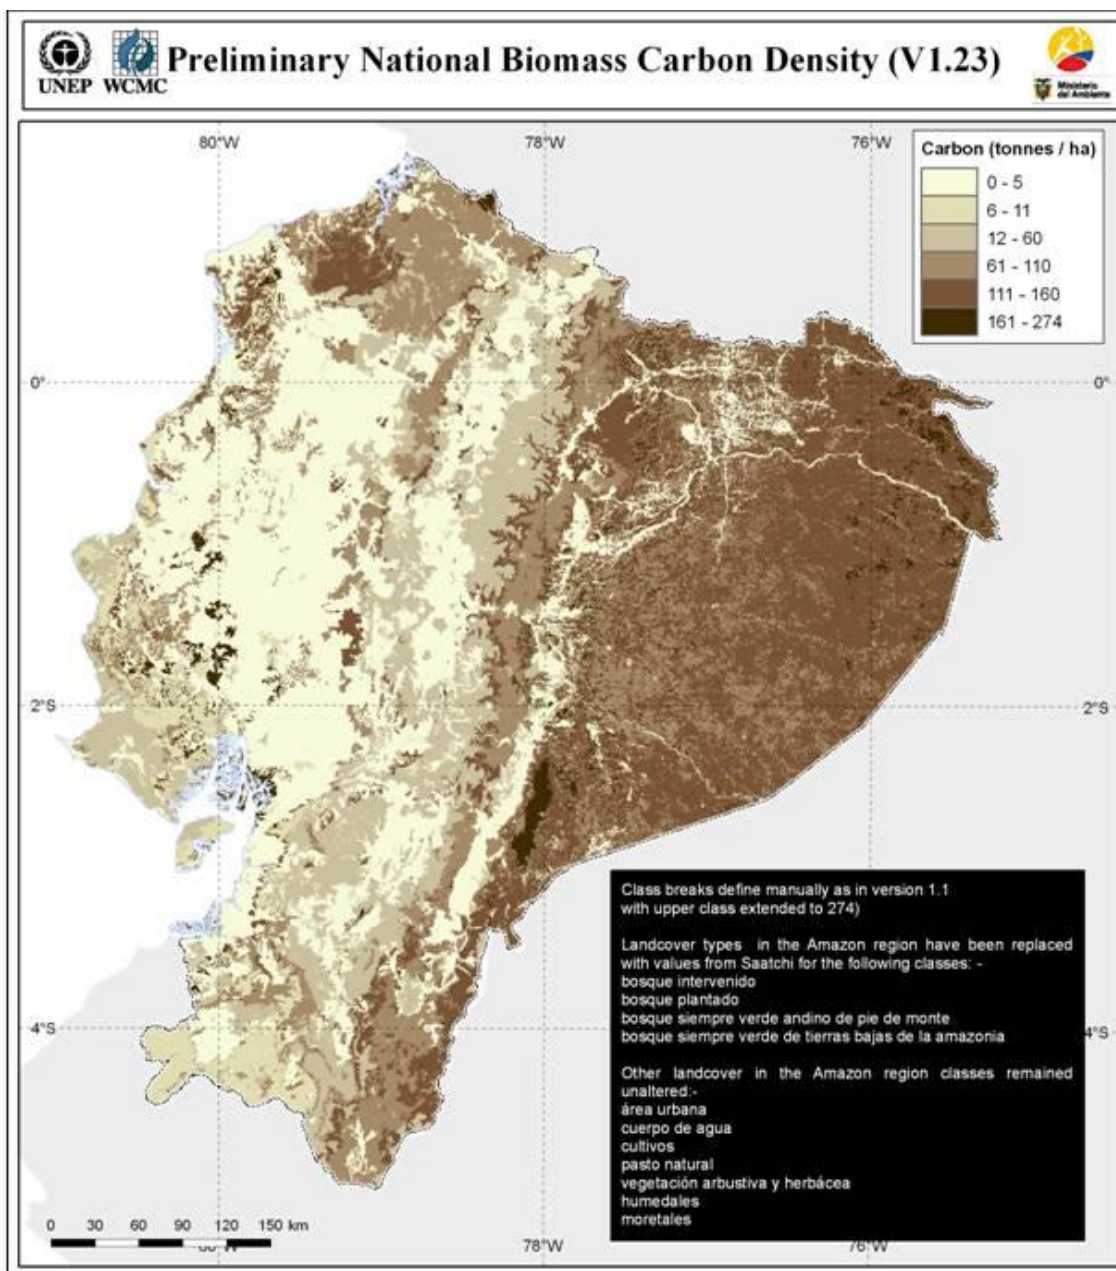 UNEP WCMC
Preliminary National Biomass Carbon Density (V1.23)
Ministerio
del Ambiente
80°W 78°W 76°W
Carbon (tonnes / ha)
0 - 5
6 - 11
12 - 60
61 - 110
111 - 160
161 - 274
0° 0°
2°S 2°S
4°S 4°S
Class breaks define manually as in version 1.1
with upper class extended to 274)
Landcover types in the Amazon region have been replaced
with values from Saatchi for the following classes: -
bosque intervenido
bosque plantado
bosque siempre verde andino de pie de monte
bosque siempre verde de tierras bajas de la amazonia
Other landcover in the Amazon region classes remained
unaltered:-
área urbana
cuerpo de agua
cultivos
pasto natural
vegetación arbustiva y herbácea
humedales
moretales
0 30 60 90 120 150 km
80°W 78°W 76°W